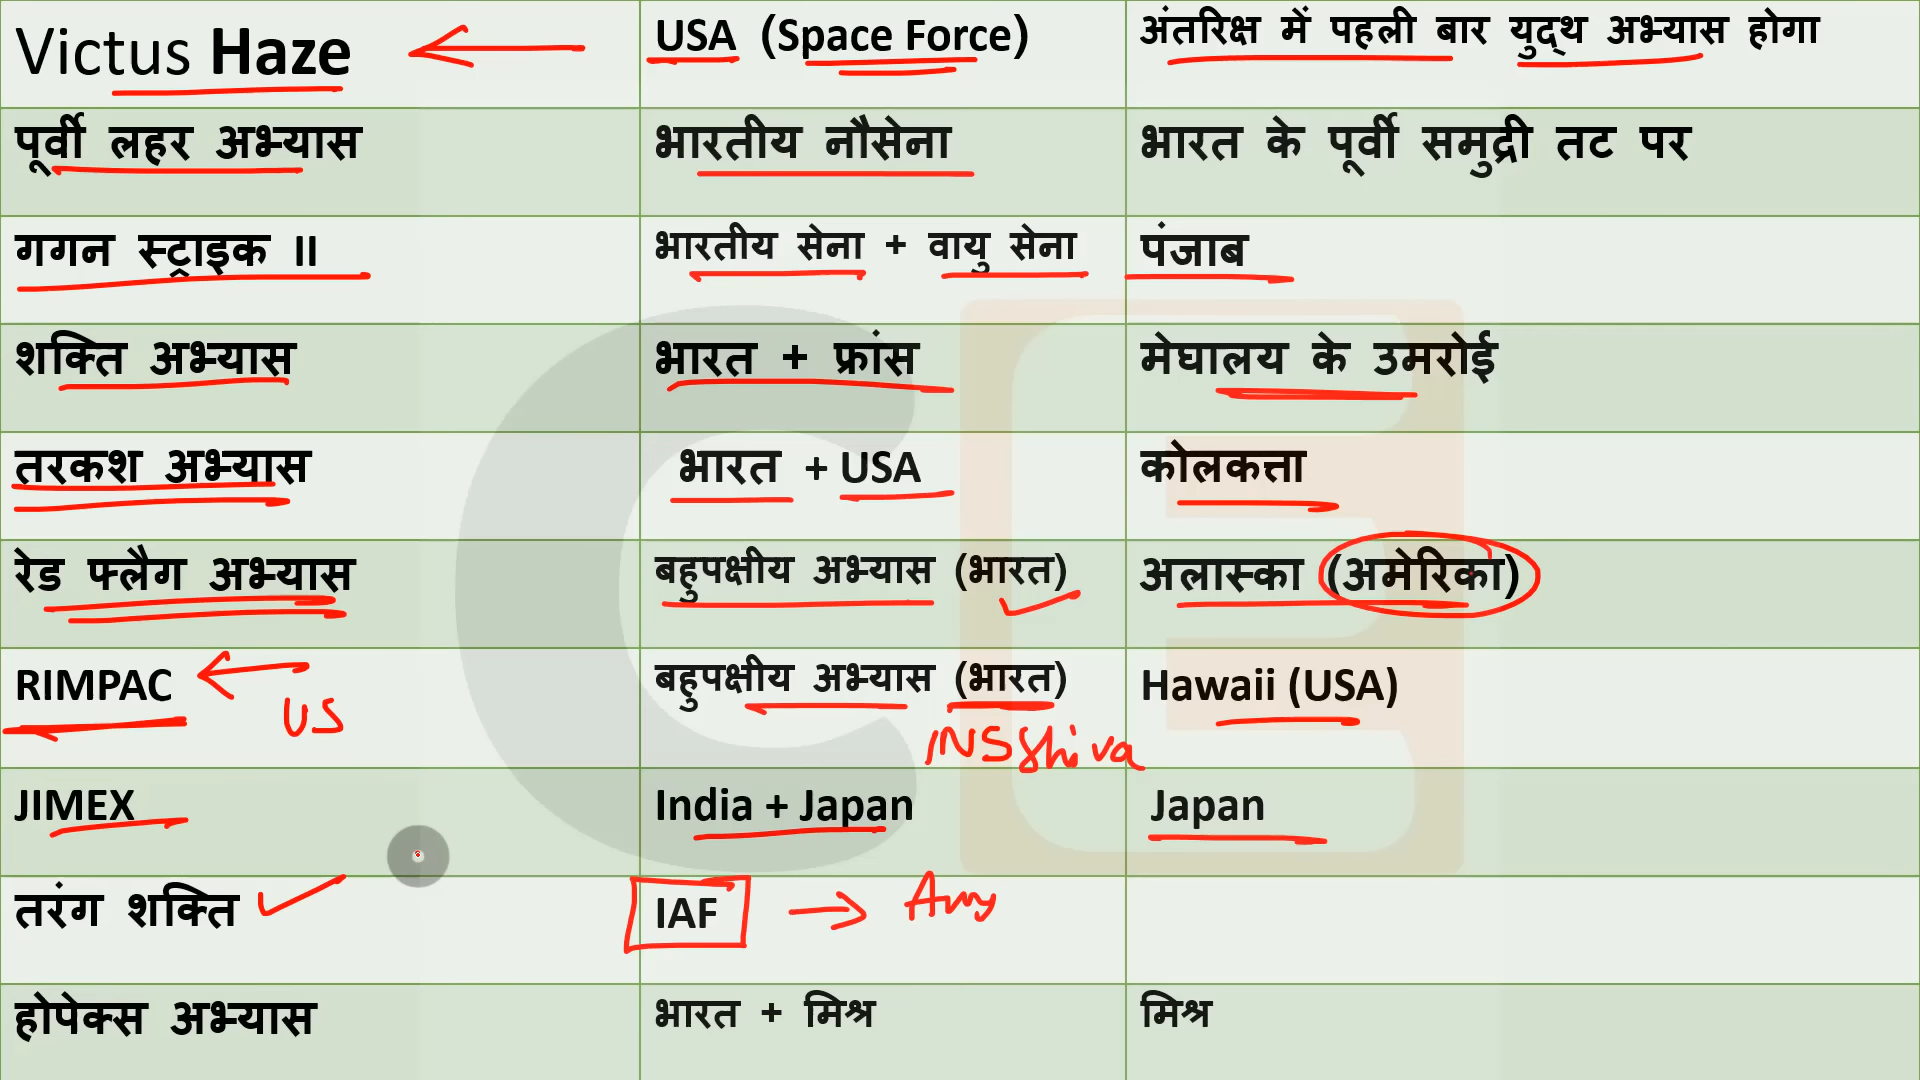 Victus Haze
USA (Space Force)
अंतरिक्ष में पहली बार युद्ध अभ्यास होगा
पूर्वी लहर अभ्यास
भारतीय नौसेना
भारत के पूर्वी समुद्री तट पर
गगन स्ट्राइक II
भारतीय सेना + वायु सेना
पंजाब
शक्ति अभ्यास
भारत + फ्रांस
मेघालय के उमरोई
तरकश अभ्यास
भारत + USA
कोलकत्ता
रेड फ्लैग अभ्यास
बहुपक्षीय अभ्यास (भारत)
अलास्का (अमेरिका)
RIMPAC
US
बहुपक्षीय अभ्यास (भारत)
INS Shiva
Hawaii (USA)
JIMEX
India + Japan
Japan
तरंग शक्ति
IAF
होपेक्स अभ्यास
भारत + मिश्र
मिश्र